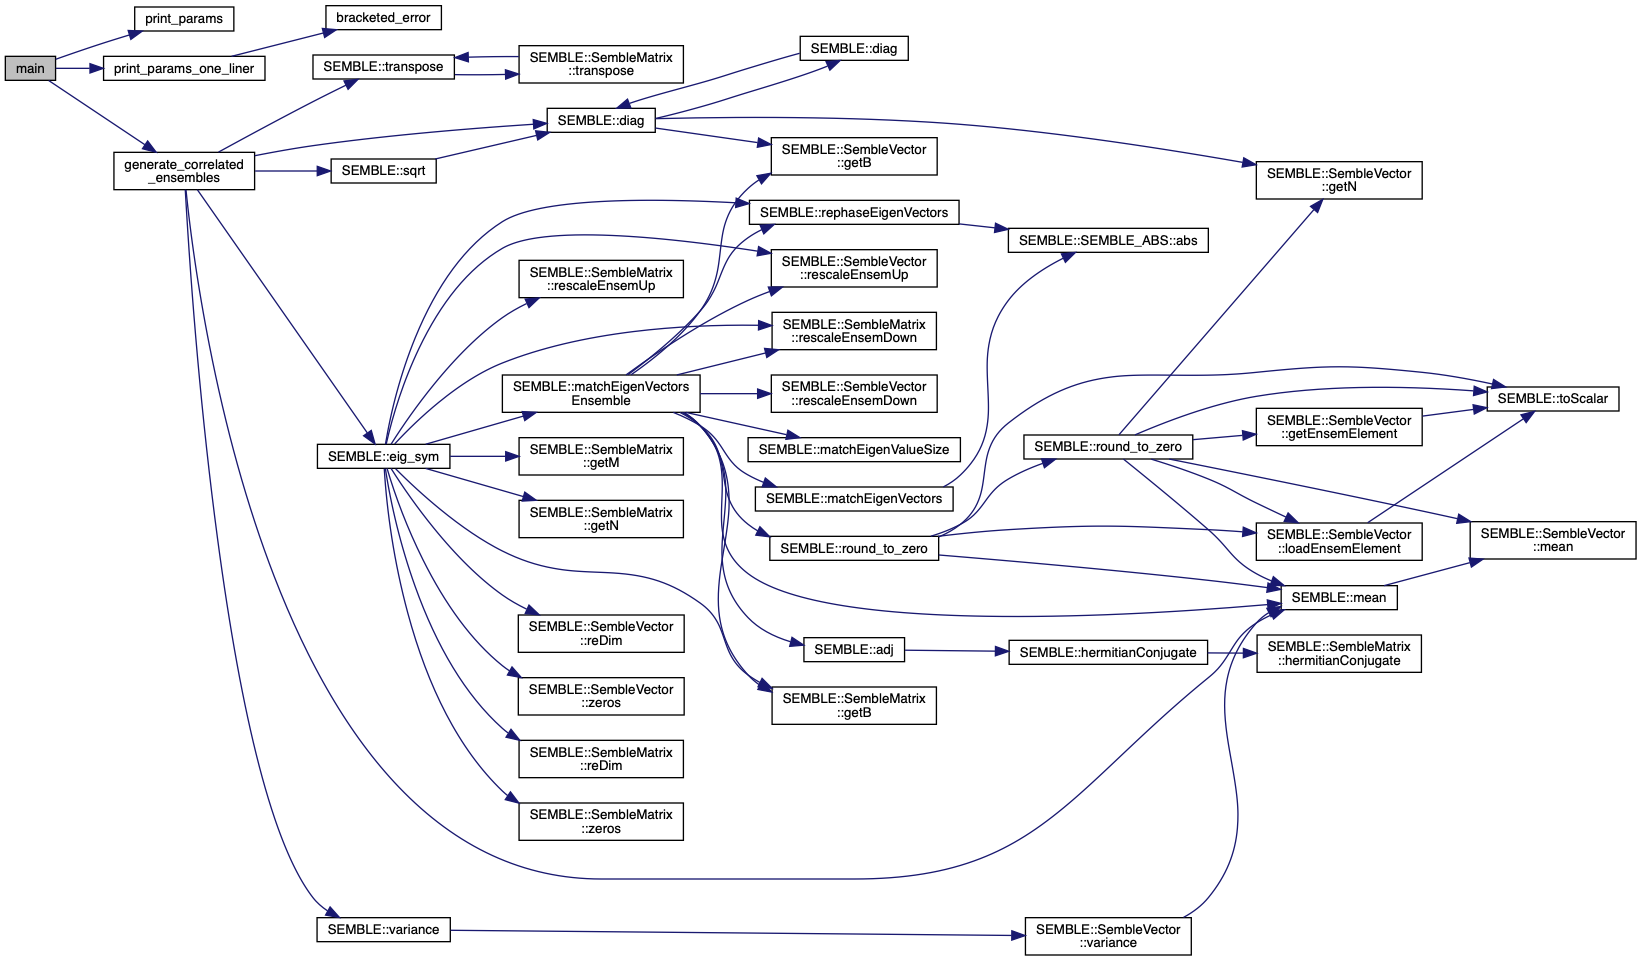 main
print_params
print_params_one_liner
bracketed_error
generate_correlated
_ensembles
SEMBLE::transpose
SEMBLE::SembleMatrix
::transpose
SEMBLE::diag
SEMBLE::diag
SEMBLE::sqrt
SEMBLE::SembleVector
::getB
SEMBLE::SembleVector
::getN
SEMBLE::rephaseEigenVectors
SEMBLE::SEMBLE_ABS::abs
SEMBLE::SembleVector
::rescaleEnsemUp
SEMBLE::SembleMatrix
::rescaleEnsemUp
SEMBLE::SembleMatrix
::rescaleEnsemDown
SEMBLE::matchEigenVectors
Ensemble
SEMBLE::SembleVector
::rescaleEnsemDown
SEMBLE::toScalar
SEMBLE::eig_sym
SEMBLE::SembleMatrix
::getM
SEMBLE::matchEigenValueSize
SEMBLE::round_to_zero
SEMBLE::SembleVector
::getEnsemElement
SEMBLE::SembleMatrix
::getN
SEMBLE::matchEigenVectors
SEMBLE::round_to_zero
SEMBLE::SembleVector
::loadEnsemElement
SEMBLE::SembleVector
::mean
SEMBLE::mean
SEMBLE::SembleVector
::reDim
SEMBLE::adj
SEMBLE::hermitianConjugate
SEMBLE::SembleMatrix
::hermitianConjugate
SEMBLE::SembleVector
::zeros
SEMBLE::SembleMatrix
::getB
SEMBLE::SembleMatrix
::reDim
SEMBLE::SembleMatrix
::zeros
SEMBLE::variance
SEMBLE::SembleVector
::variance